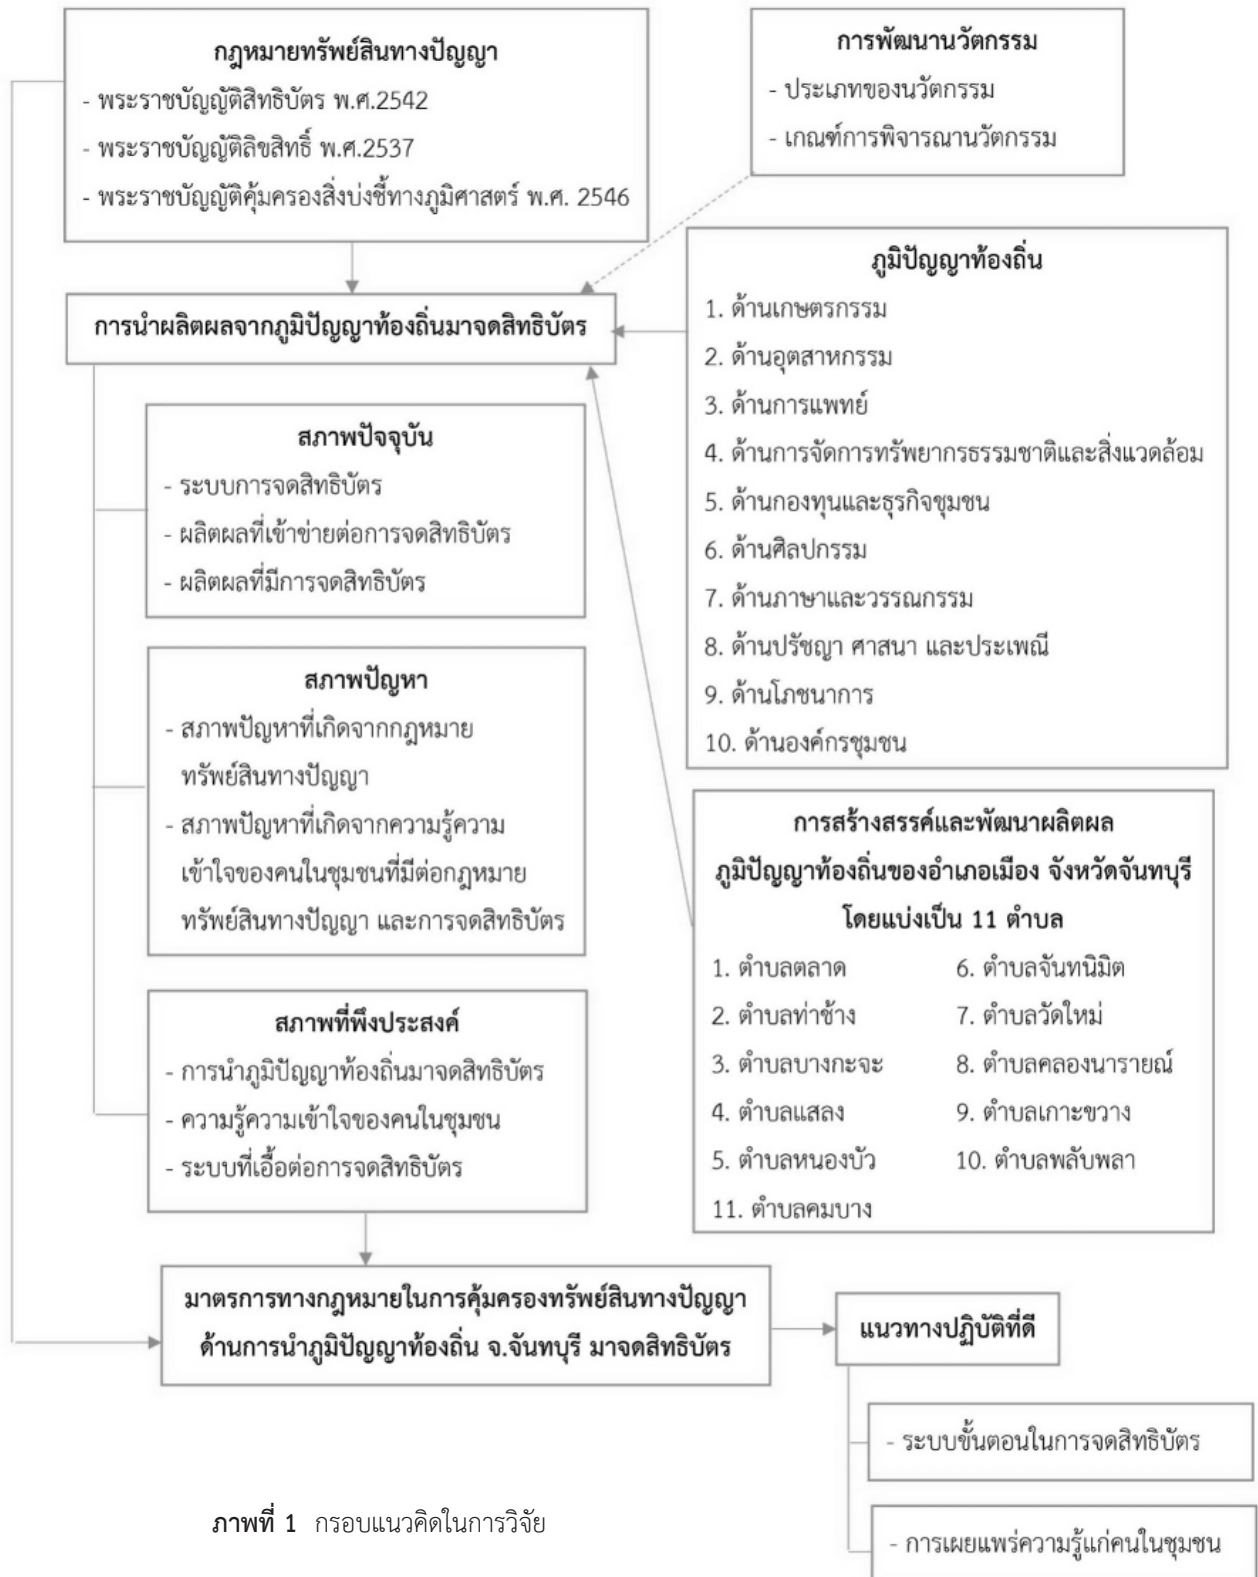 กฎหมายทรัพย์สินทางปัญญา
- พระราชบัญญัติสิทธิบัตร พ.ศ.2542
- พระราชบัญญัติลิขสิทธิ์ พ.ศ.2537
- พระราชบัญญัติคุ้มครองสิ่งบ่งชี้ทางภูมิศาสตร์ พ.ศ. 2546
การพัฒนานวัตกรรม
- ประเภทของนวัตกรรม
- เกณฑ์การพิจารณานวัตกรรม
การนำผลิตผลจากภูมิปัญญาท้องถิ่นมาจดสิทธิบัตร
ภูมิปัญญาท้องถิ่น
1. ด้านเกษตรกรรม
2. ด้านอุตสาหกรรม
3. ด้านการแพทย์
4. ด้านการจัดการทรัพยากรธรรมชาติและสิ่งแวดล้อม
5. ด้านกองทุนและธุรกิจชุมชน
6. ด้านศิลปกรรม
7. ด้านภาษาและวรรณกรรม
8. ด้านปรัชญา ศาสนา และประเพณี
9. ด้านโภชนาการ
10. ด้านองค์กรชุมชน
สภาพปัจจุบัน
- ระบบการจดสิทธิบัตร
- ผลิตผลที่เข้าข่ายต่อการจดสิทธิบัตร
- ผลิตผลที่มีการจดสิทธิบัตร
สภาพปัญหา
- สภาพปัญหาที่เกิดจากกฎหมาย
ทรัพย์สินทางปัญญา
- สภาพปัญหาที่เกิดจากความรู้ความ
เข้าใจของคนในชุมชนที่มีต่อกฎหมาย
ทรัพย์สินทางปัญญา และการจดสิทธิบัตร
การสร้างสรรค์และพัฒนาผลิตผล
ภูมิปัญญาท้องถิ่นของอำเภอเมือง จังหวัดจันทบุรี
โดยแบ่งเป็น 11 ตำบล
1. ตำบลตลาด
2. ตำบลท่าช้าง
3. ตำบลบางกะจะ
4. ตำบลแสลง
5. ตำบลหนองบัว
6. ตำบลจันทนิมิต
7. ตำบลวัดใหม่
8. ตำบลคลองนารายณ์
9. ตำบลเกาะขวาง
10. ตำบลพลับพลา
11. ตำบลคมบาง
สภาพที่พึงประสงค์
- การนำภูมิปัญญาท้องถิ่นมาจดสิทธิบัตร
- ความรู้ความเข้าใจของคนในชุมชน
- ระบบที่เอื้อต่อการจดสิทธิบัตร
มาตรการทางกฎหมายในการคุ้มครองทรัพย์สินทางปัญญา
ด้านการนำภูมิปัญญาท้องถิ่น จ.จันทบุรี มาจดสิทธิบัตร
แนวทางปฏิบัติที่ดี
- ระบบขั้นตอนในการจดสิทธิบัตร
- การเผยแพร่ความรู้แก่คนในชุมชน
ภาพที่ 1 กรอบแนวคิดในการวิจัย